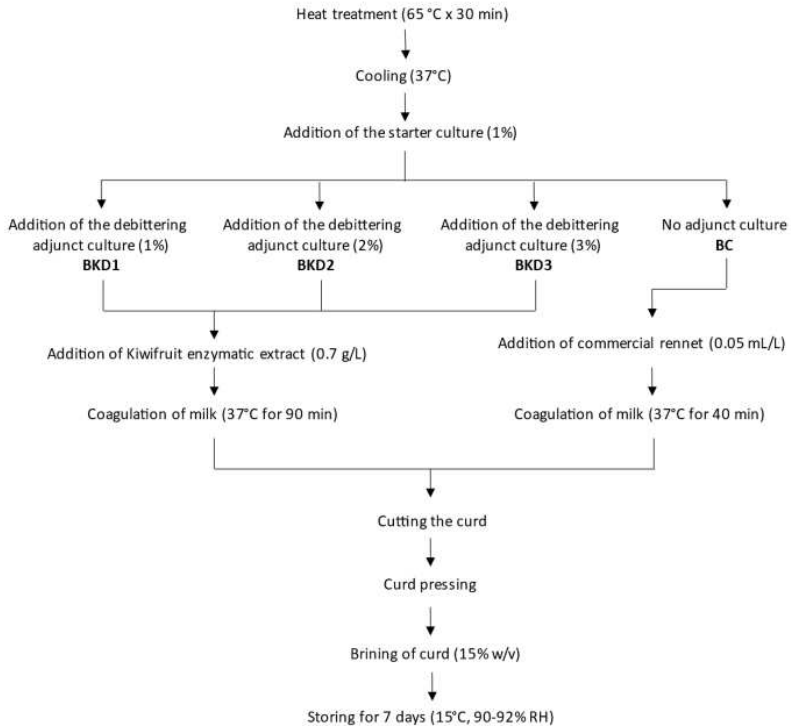 Heat treatment (65 °C x 30 min)
Cooling (37°C)
Addition of the starter culture (1%)
Addition of the debittering
adjunct culture (1%)
BKD1
Addition of the debittering
adjunct culture (2%)
BKD2
Addition of the debittering
adjunct culture (3%)
BKD3
No adjunct culture
BC
Addition of Kiwifruit enzymatic extract (0.7 g/L)
Addition of commercial rennet (0.05 mL/L)
Coagulation of milk (37°C for 90 min)
Coagulation of milk (37°C for 40 min)
Cutting the curd
Curd pressing
Brining of curd (15% w/v)
Storing for 7 days (15°C, 90-92% RH)